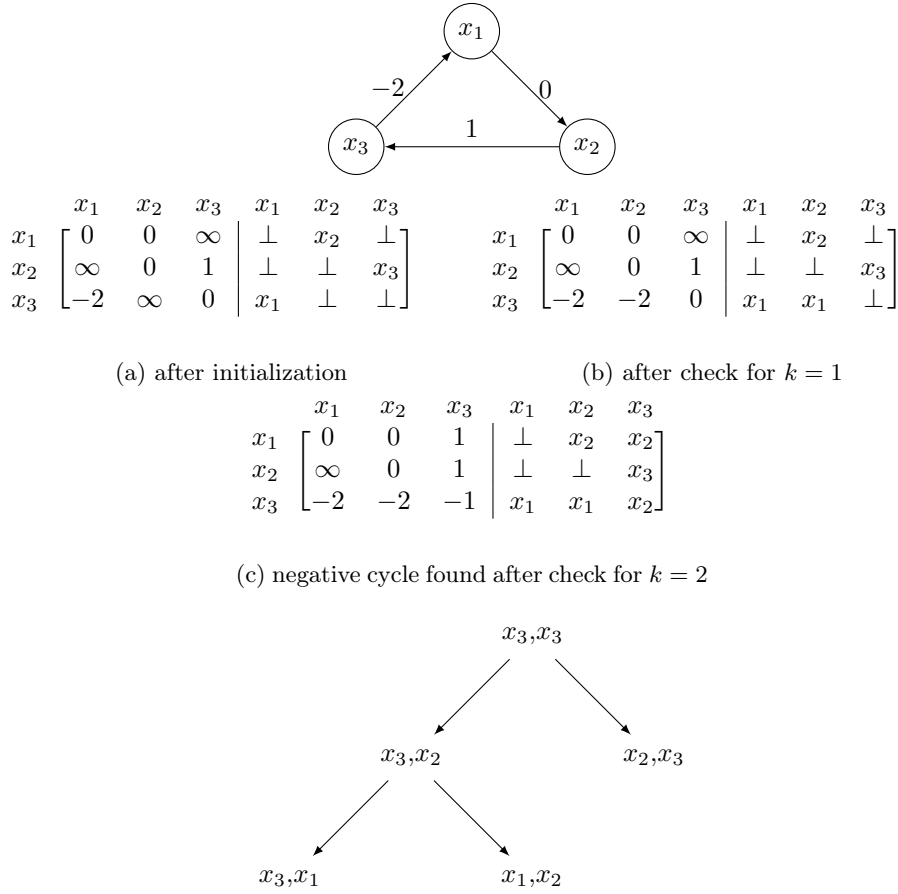 x₁
−2 0
1
x₃ x₂
x₁ x₂ x₃ x₁ x₂ x₃
x₁ 0 0 ∞ ⊥ x₂ ⊥
x₂ ∞ 0 1 ⊥ ⊥ x₃
x₃ −2 ∞ 0 x₁ ⊥ ⊥
(a) after initialization
x₁ x₂ x₃ x₁ x₂ x₃
x₁ 0 0 ∞ ⊥ x₂ ⊥
x₂ ∞ 0 1 ⊥ ⊥ x₃
x₃ −2 −2 0 x₁ x₁ ⊥
(b) after check for k = 1
x₁ x₂ x₃ x₁ x₂ x₃
x₁ 0 0 1 ⊥ x₂ x₂
x₂ ∞ 0 1 ⊥ ⊥ x₃
x₃ −2 −2 −1 x₁ x₁ x₂
(c) negative cycle found after check for k = 2
x₃,x₃
x₃,x₂ x₂,x₃
x₃,x₁ x₁,x₂